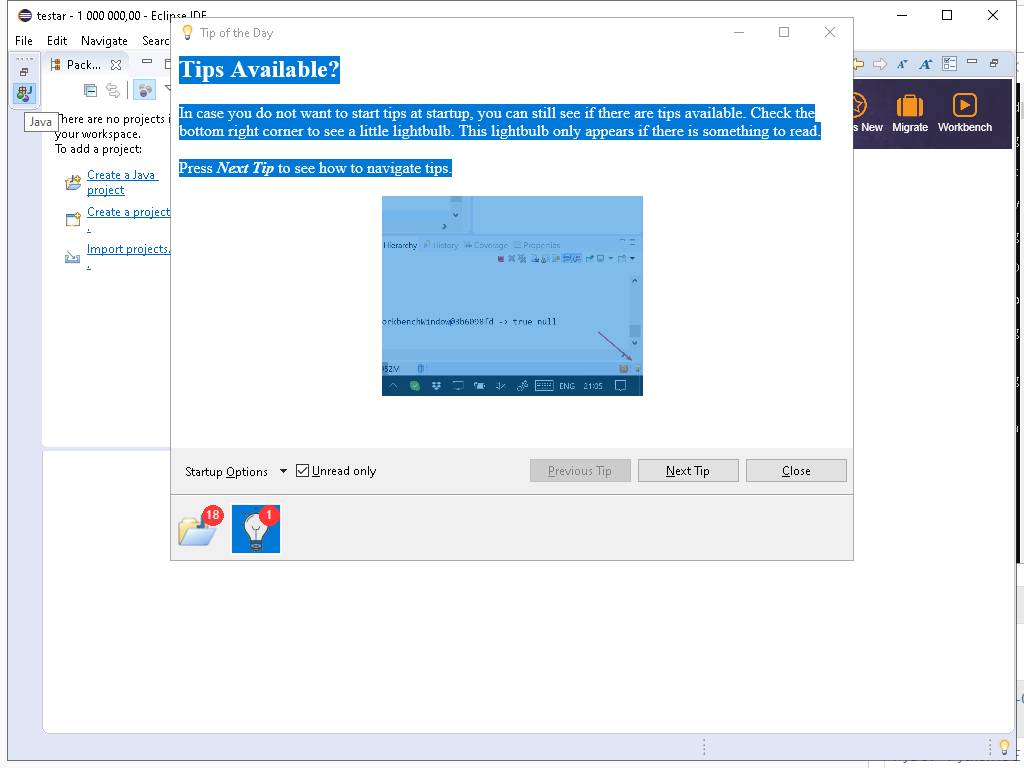 testar - 1 000 000,00 - Eclipse IDE
Tip of the Day
File Edit Navigate Searc
Pack...
Java
There are no projects i
your workspace.
To add a project:
Create a Java
project
Create a project
.
Import projects.
.
Tips Available?
In case you do not want to start tips at startup, you can still see if there are tips available. Check the
bottom right corner to see a little lightbulb. This lightbulb only appears if there is something to read.
Press Next Tip to see how to navigate tips.
Hierarchy History Coverage Properties
orkbenchWindow@3b6098fd -> true null
52M
ENG 21:05
s New Migrate Workbench
Startup Options Unread only Previous Tip Next Tip Close
18 1